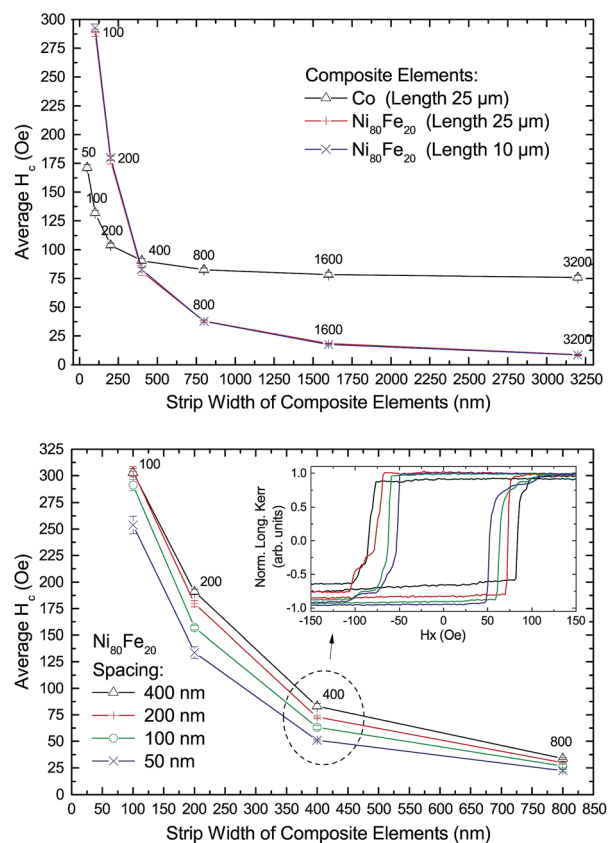 Average Hc (Oe)
300
275
250
225
200
175
150
125
100
75
50
25
0
100
200
50
100
200
400
800
1600
3200
800
1600
3200
Composite Elements:
Co (Length 25 μm)
Ni80Fe20 (Length 25 μm)
Ni80Fe20 (Length 10 μm)
0 250 500 750 1000 1250 1500 1750 2000 2250 2500 2750 3000 3250
Strip Width of Composite Elements (nm)
Average Hc (Oe)
325
300
275
250
225
200
175
150
125
100
75
50
25
0
100
200
400
800
Norm. Long. Kerr
(arb. units)
1.0
0.5
0.0
-0.5
-1.0
-150 -100 -50 0 50 100 150
Hx (Oe)
Ni80Fe20
Spacing:
400 nm
200 nm
100 nm
50 nm
0 50 100 150 200 250 300 350 400 450 500 550 600 650 700 750 800 850
Strip Width of Composite Elements (nm)